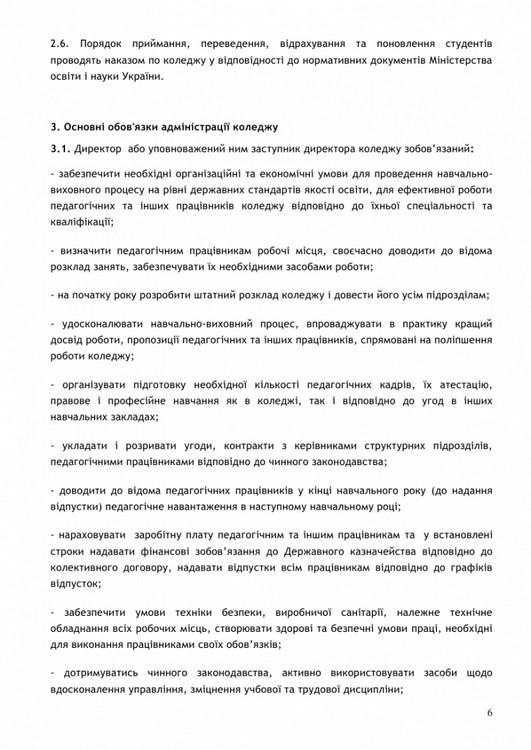 2.6. Порядок приймання, переведення, відрахування та поновлення студентів
проводять наказом по коледжу у відповідності до нормативних документів Міністерства
освіти і науки України.
3. Основні обов'язки адміністрації коледжу
3.1. Директор або уповноважений ним заступник директора коледжу зобов’язаний:
- забезпечити необхідні організаційні та економічні умови для проведення навчально-
виховного процесу на рівні державних стандартів якості освіти, для ефективної роботи
педагогічних та інших працівників коледжу відповідно до їхньої спеціальності та
кваліфікації;
- визначити педагогічним працівникам робочі місця, своєчасно доводити до відома
розклад занять, забезпечувати їх необхідними засобами роботи;
- на початку року розробити штатний розклад коледжу і довести його усім підрозділам;
- удосконалювати навчально-виховний процес, впроваджувати в практику кращий
досвід роботи, пропозиції педагогічних та інших працівників, спрямовані на поліпшення
роботи коледжу;
- організувати підготовку необхідної кількості педагогічних кадрів, їх атестацію,
правове і професійне навчання як в коледжі, так і відповідно до угод в інших
навчальних закладах;
- укладати і розривати угоди, контракти з керівниками структурних підрозділів,
педагогічними працівниками відповідно до чинного законодавства;
- доводити до відома педагогічних працівників у кінці навчального року (до надання
відпустки) педагогічне навантаження в наступному навчальному році;
- нараховувати заробітну плату педагогічним та іншим працівникам та у встановлені
строки надавати фінансові зобов’язання до Державного казначейства відповідно до
колективного договору, надавати відпустки всім працівникам відповідно до графіків
відпусток;
- забезпечити умови техніки безпеки, виробничої санітарії, належне технічне
обладнання всіх робочих місць, створювати здорові та безпечні умови праці, необхідні
для виконання працівниками своїх обов’язків;
- дотримуватись чинного законодавства, активно використовувати засоби щодо
вдосконалення управління, зміцнення учбової та трудової дисципліни;
6